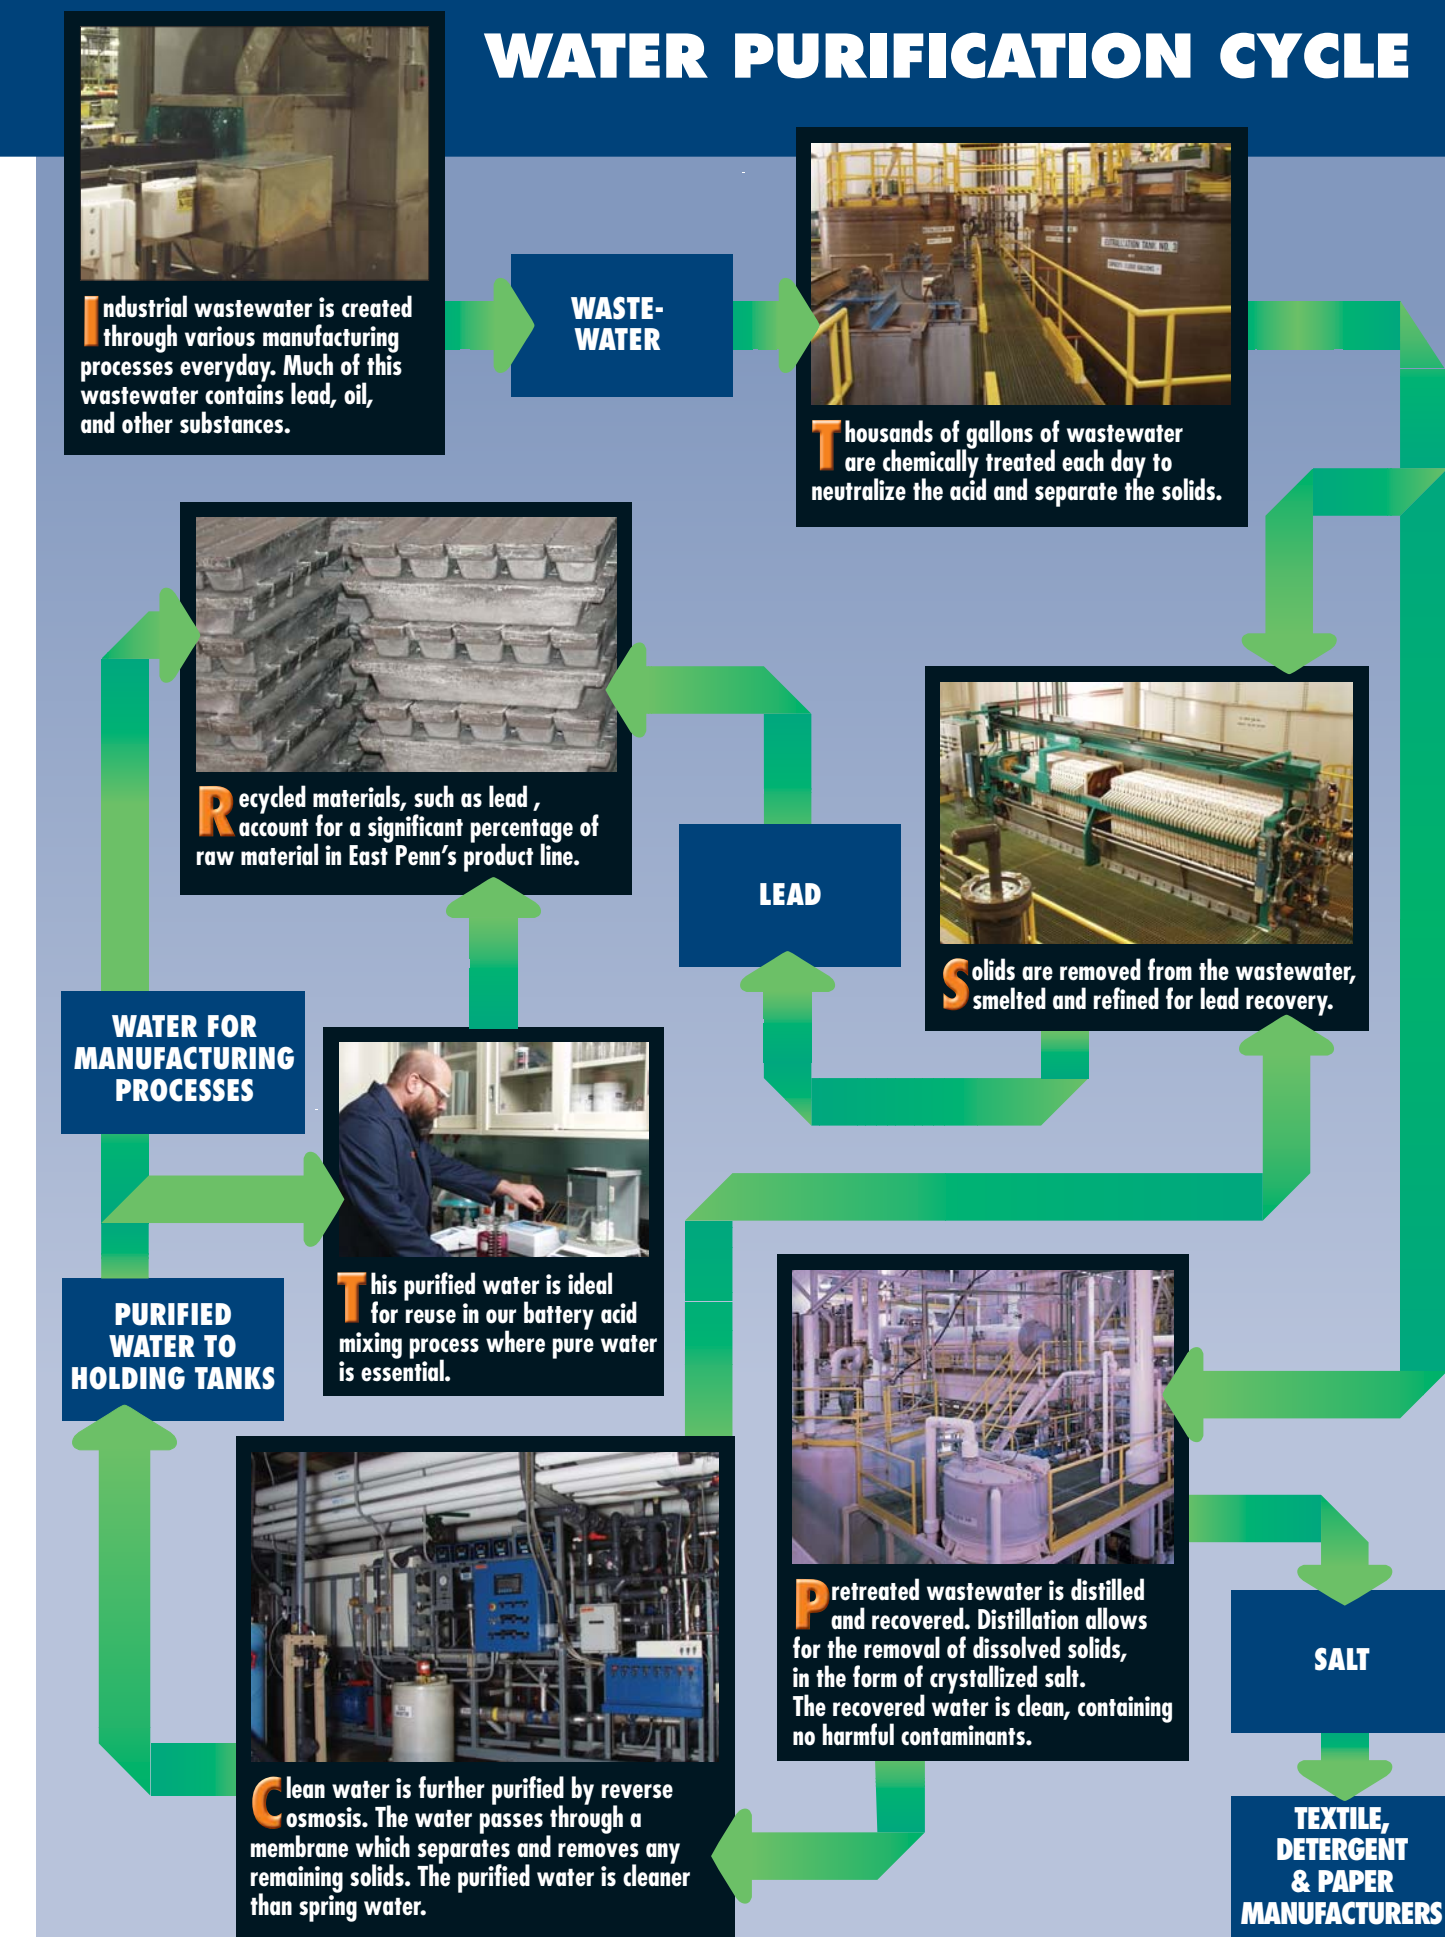 WATER PURIFICATION CYCLE
Industrial wastewater is created
through various manufacturing
processes everyday. Much of this
wastewater contains lead, oil,
and other substances.
WASTE-
WATER
Thousands of gallons of wastewater
are chemically treated each day to
neutralize the acid and separate the solids.
Recycled materials, such as lead ,
account for a significant percentage of
raw material in East Penn’s product line.
LEAD
Solids are removed from the wastewater,
smelted and refined for lead recovery.
WATER FOR
MANUFACTURING
PROCESSES
This purified water is ideal
for reuse in our battery acid
mixing process where pure water
is essential.
PURIFIED
WATER TO
HOLDING TANKS
Pretreated wastewater is distilled
and recovered. Distillation allows
for the removal of dissolved solids,
in the form of crystallized salt.
The recovered water is clean, containing
no harmful contaminants.
SALT
Clean water is further purified by reverse
osmosis. The water passes through a
membrane which separates and removes any
remaining solids. The purified water is cleaner
than spring water.
TEXTILE,
DETERGENT
& PAPER
MANUFACTURERS